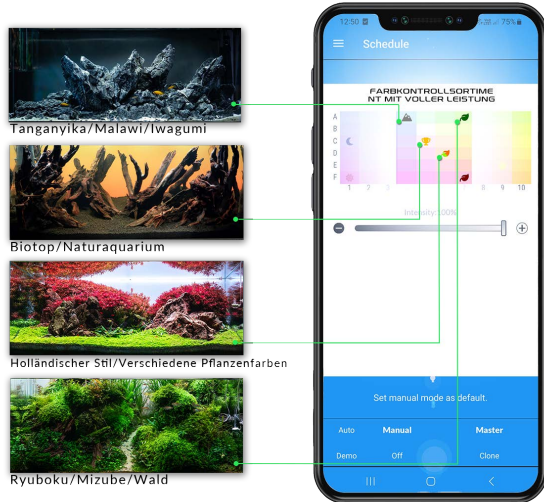 12:50
75%
Schedule
FARBKONTROLLSORTIME
NT MIT VOLLER LEISTUNG
A
B
C
D
E
F
1 2 8 9 10
Intensity: 100%
Set manual mode as default.
Auto Manual Master
Demo Off Clone
Tanganyika/Malawi/Iwagumi
Biotop/Naturaquarium
Holländischer Stil/Verschiedene Pflanzenfarben
Ryuboku/Mizube/Wald